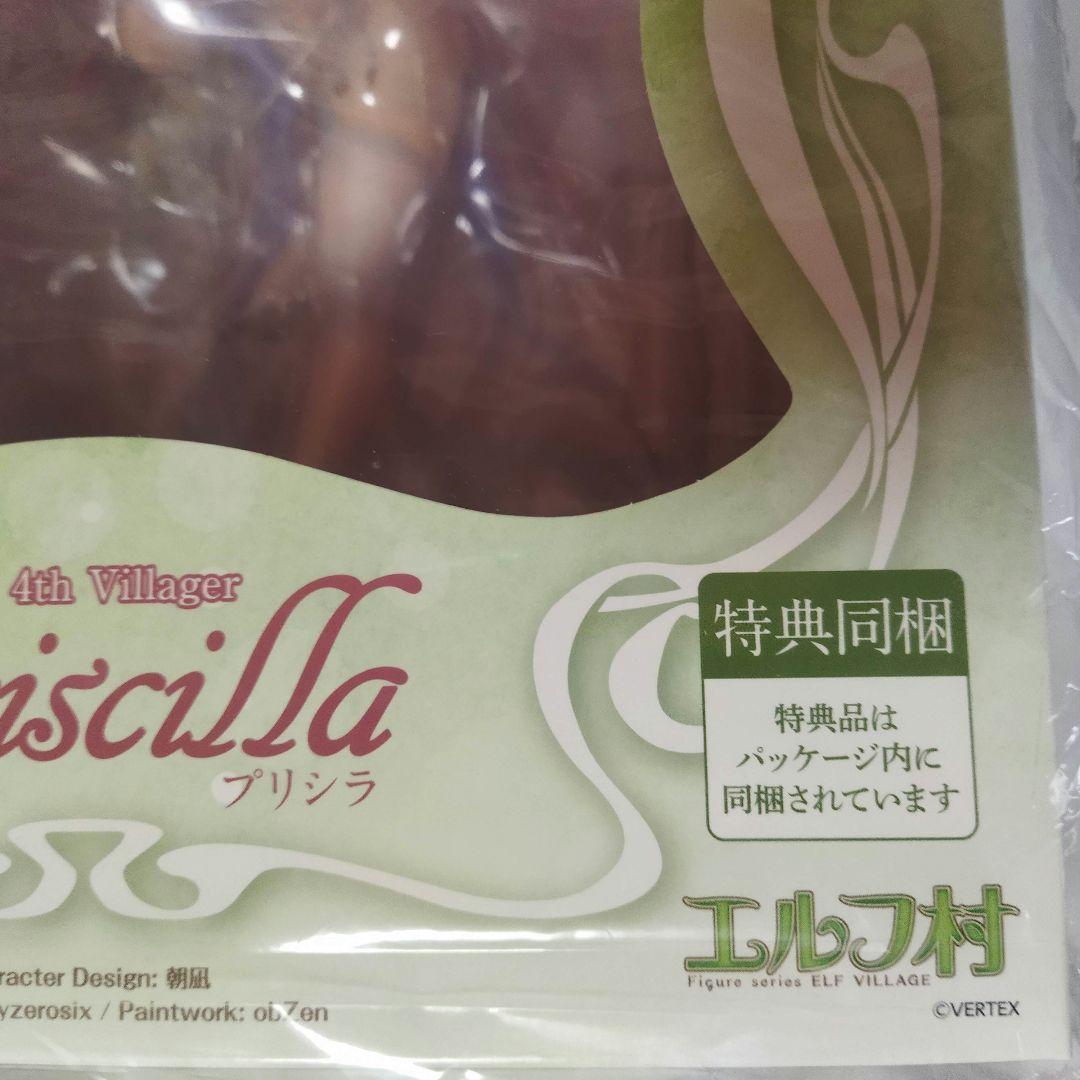 4th Villager
iscilla
プリシラ
特典同梱
特典品は
パッケージ内に
同梱されています
エルフ村
Figure series ELF VILLAGE
©VERTEX
racter Design: 朝凪
yzerosix / Paintwork: obZen